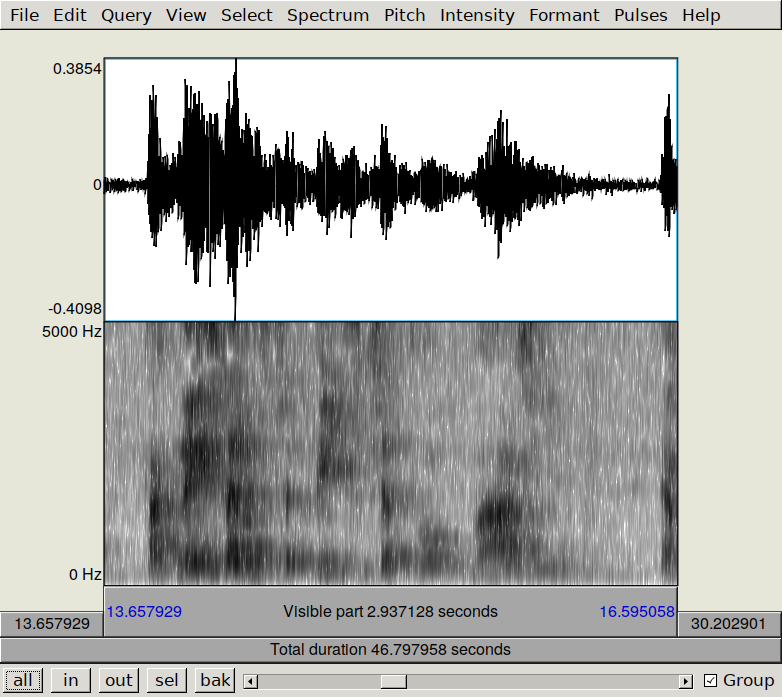 File Edit Query View Select Spectrum Pitch Intensity Formant Pulses Help
0.3854
0
-0.4098
5000 Hz
0 Hz
13.657929 Visible part 2.937128 seconds 16.595058
13.657929 30.202901
Total duration 46.797958 seconds
all in out sel bak Group